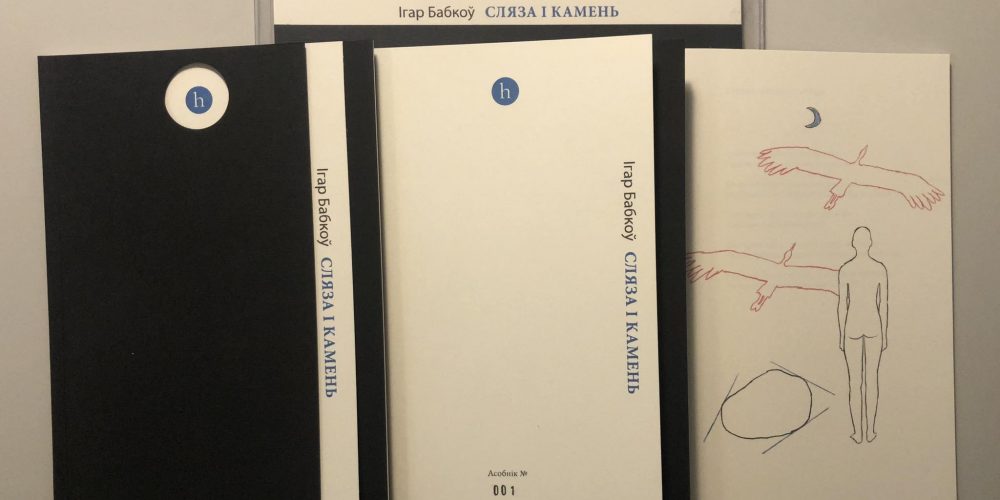 Ігар Бабкоў СЛЯЗА І КАМЕНЬ
h
Ігар Бабкоў СЛЯЗА І КАМЕНЬ
h
Ігар Бабкоў СЛЯЗА І КАМЕНЬ
Асобнік №
001